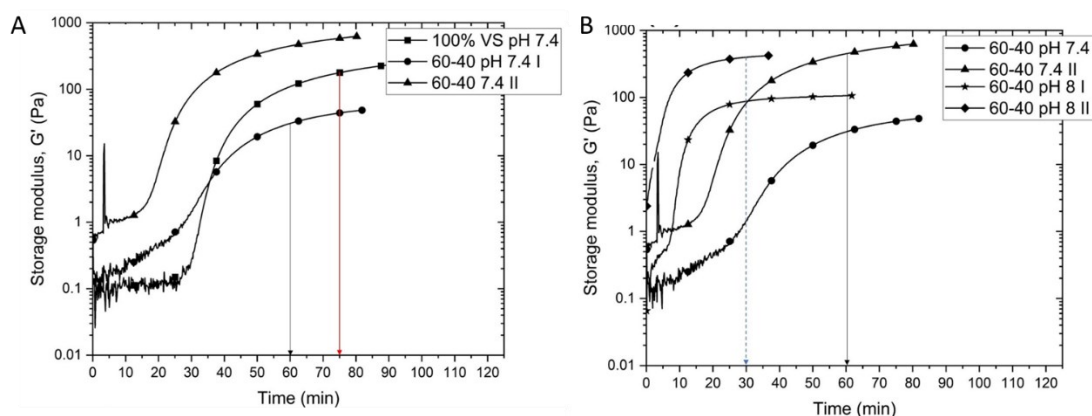 A
1000
100
10
1
0.1
0.01
Storage modulus, G' (Pa)
100% VS pH 7.4
60-40 pH 7.4 I
60-40 7.4 II
0 10 20 30 40 50 60 70 80 90 100 110 120
Time (min)
B
1000
100
10
1
0.1
0.01
Storage modulus, G' (Pa)
60-40 pH 7.4
60-40 7.4 II
60-40 pH 8 I
60-40 pH 8 II
0 10 20 30 40 50 60 70 80 90 100 110 120
Time (min)